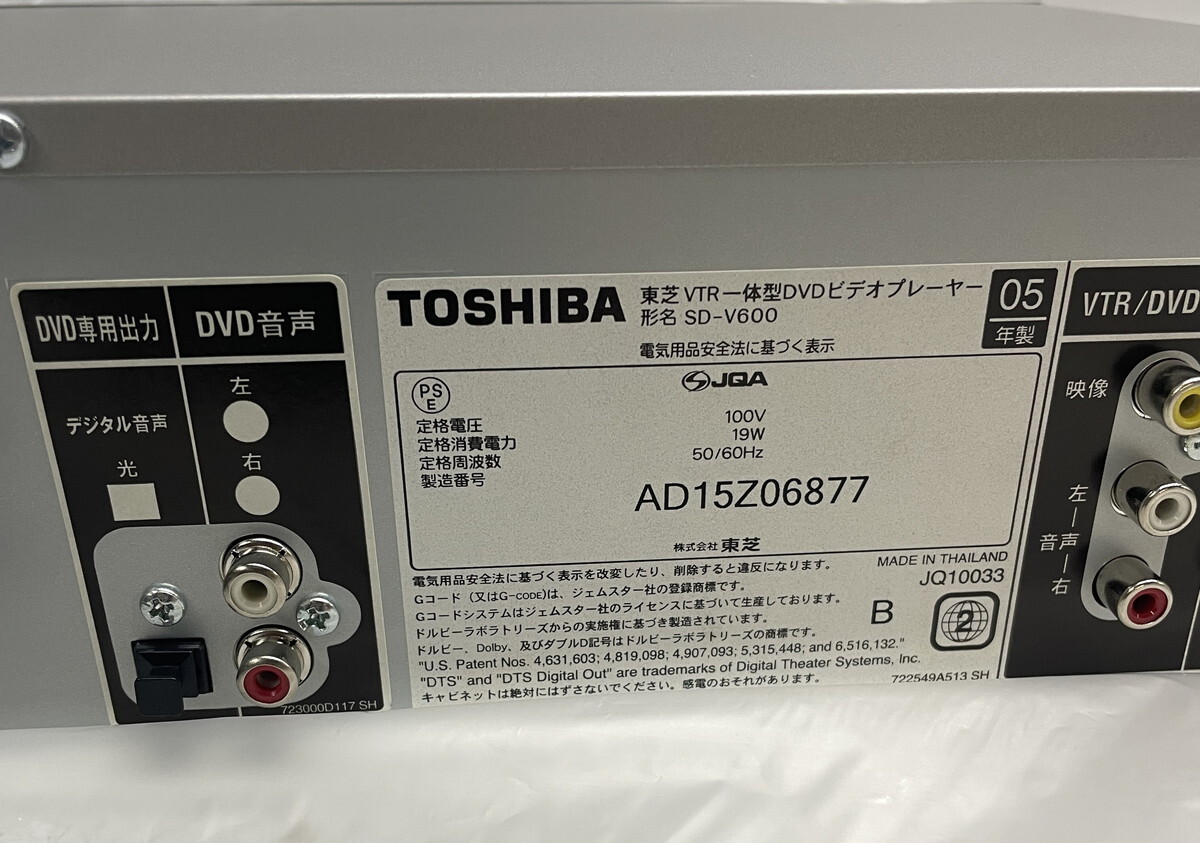 DVD専用出力
DVD音声
デジタル音声
光
左
右
723000D117 SH
TOSHIBA
東芝 VTR一体型DVDビデオプレーヤー
形名 SD-V600
05
年製
電気用品安全法に基づく表示
PS
E
JQA
定格電圧 100V
定格消費電力 19W
定格周波数 50/60Hz
製造番号
AD15Z06877
株式会社 東芝
電気用品安全法に基づく表示を改変したり、削除すると違反になります。
Gコード（又はG-CODE)は、ジェムスター社の登録商標です。
Gコードシステムはジェムスター社のライセンスに基づいて生産しております。
ドルビーラボラトリーズからの実施権に基づき製造されています。
ドルビー、Dolby、及びダブルD記号はドルビーラボラトリーズの商標です。
"U.S. Patent Nos. 4,631,603; 4,819,098; 4,907,093; 5,315,448; and 6,516,132."
"DTS" and "DTS Digital Out" are trademarks of Digital Theater Systems, Inc.
キャビネットは絶対にはずさないでください。感電のおそれがあります。
MADE IN THAILAND
JQ10033
B
2
722549A513 SH
VTR/DVD
映像
左
音声
右